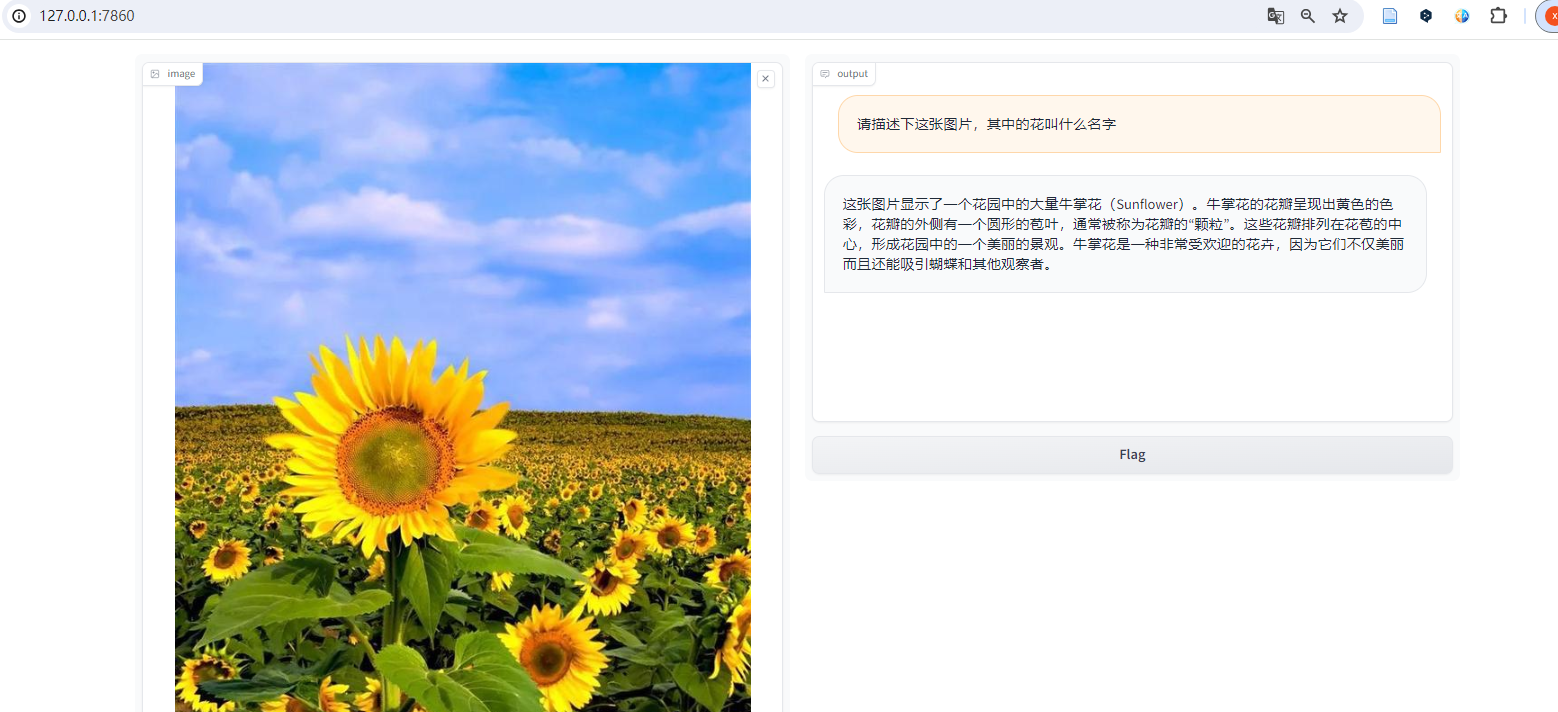 127.0.0.1:7860
image
output
请描述下这张图片，其中的花叫什么名字
这张图片显示了一个花园中的大量牛掌花（Sunflower）。牛掌花的花瓣呈现出黄色的色
彩，花瓣的外侧有一个圆形的苞叶，通常被称为花瓣的“颗粒”。这些花瓣排列在花苞的中
心，形成花园中的一个美丽的景观。牛掌花是一种非常受欢迎的花卉，因为它们不仅美丽
而且还能吸引蝴蝶和其他观察者。
Flag